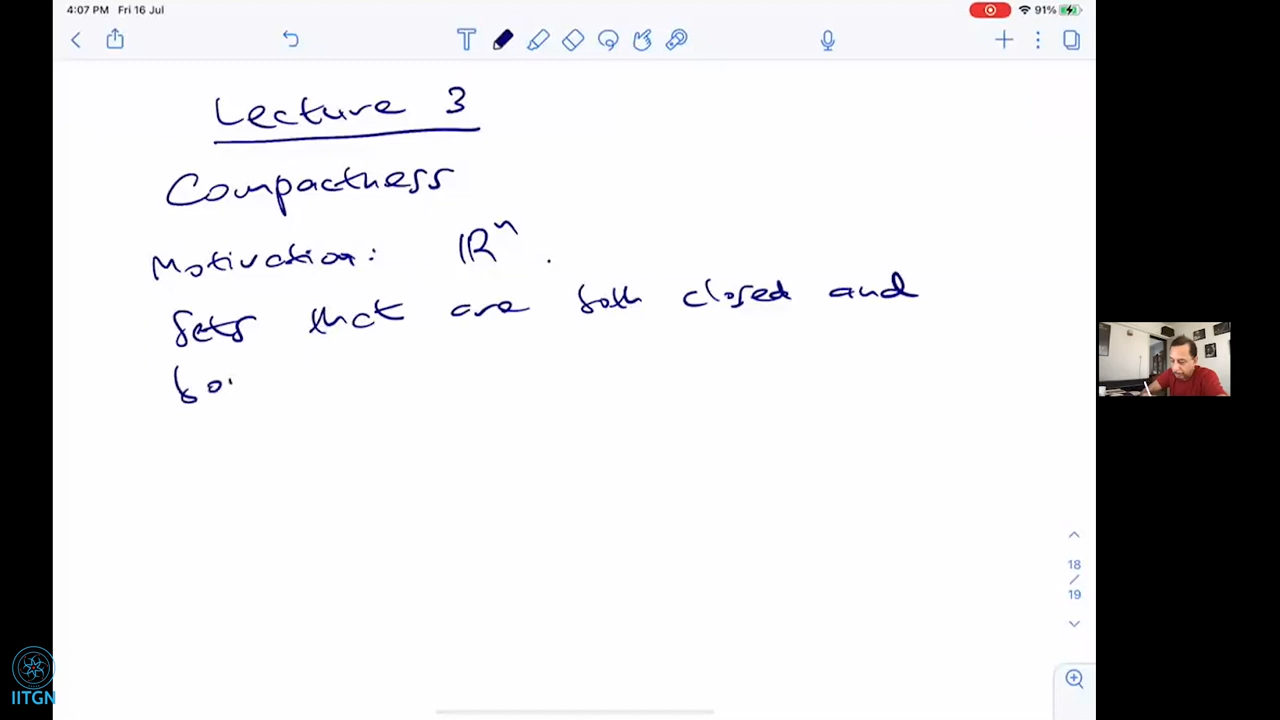 4:07 PM Fri 16 Jul
91%
Lecture 3
Compactness
Motivation: ℝⁿ.
Sets that are both closed and
bo
18
/
19
IITGN